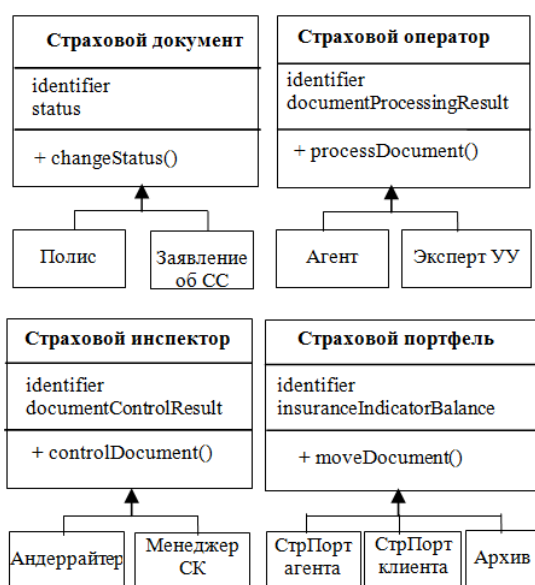 Страховой документ
identifier
status
+ changeStatus()
Полис
Заявление
об СС
Страховой оператор
identifier
documentProcessingResult
+ processDocument()
Агент
Эксперт УУ
Страховой инспектор
identifier
documentControlResult
+ controlDocument()
Андеррайтер
Менеджер
СК
Страховой портфель
identifier
insuranceIndicatorBalance
+ moveDocument()
СтрПорт
агента
СтрПорт
клиента
Архив